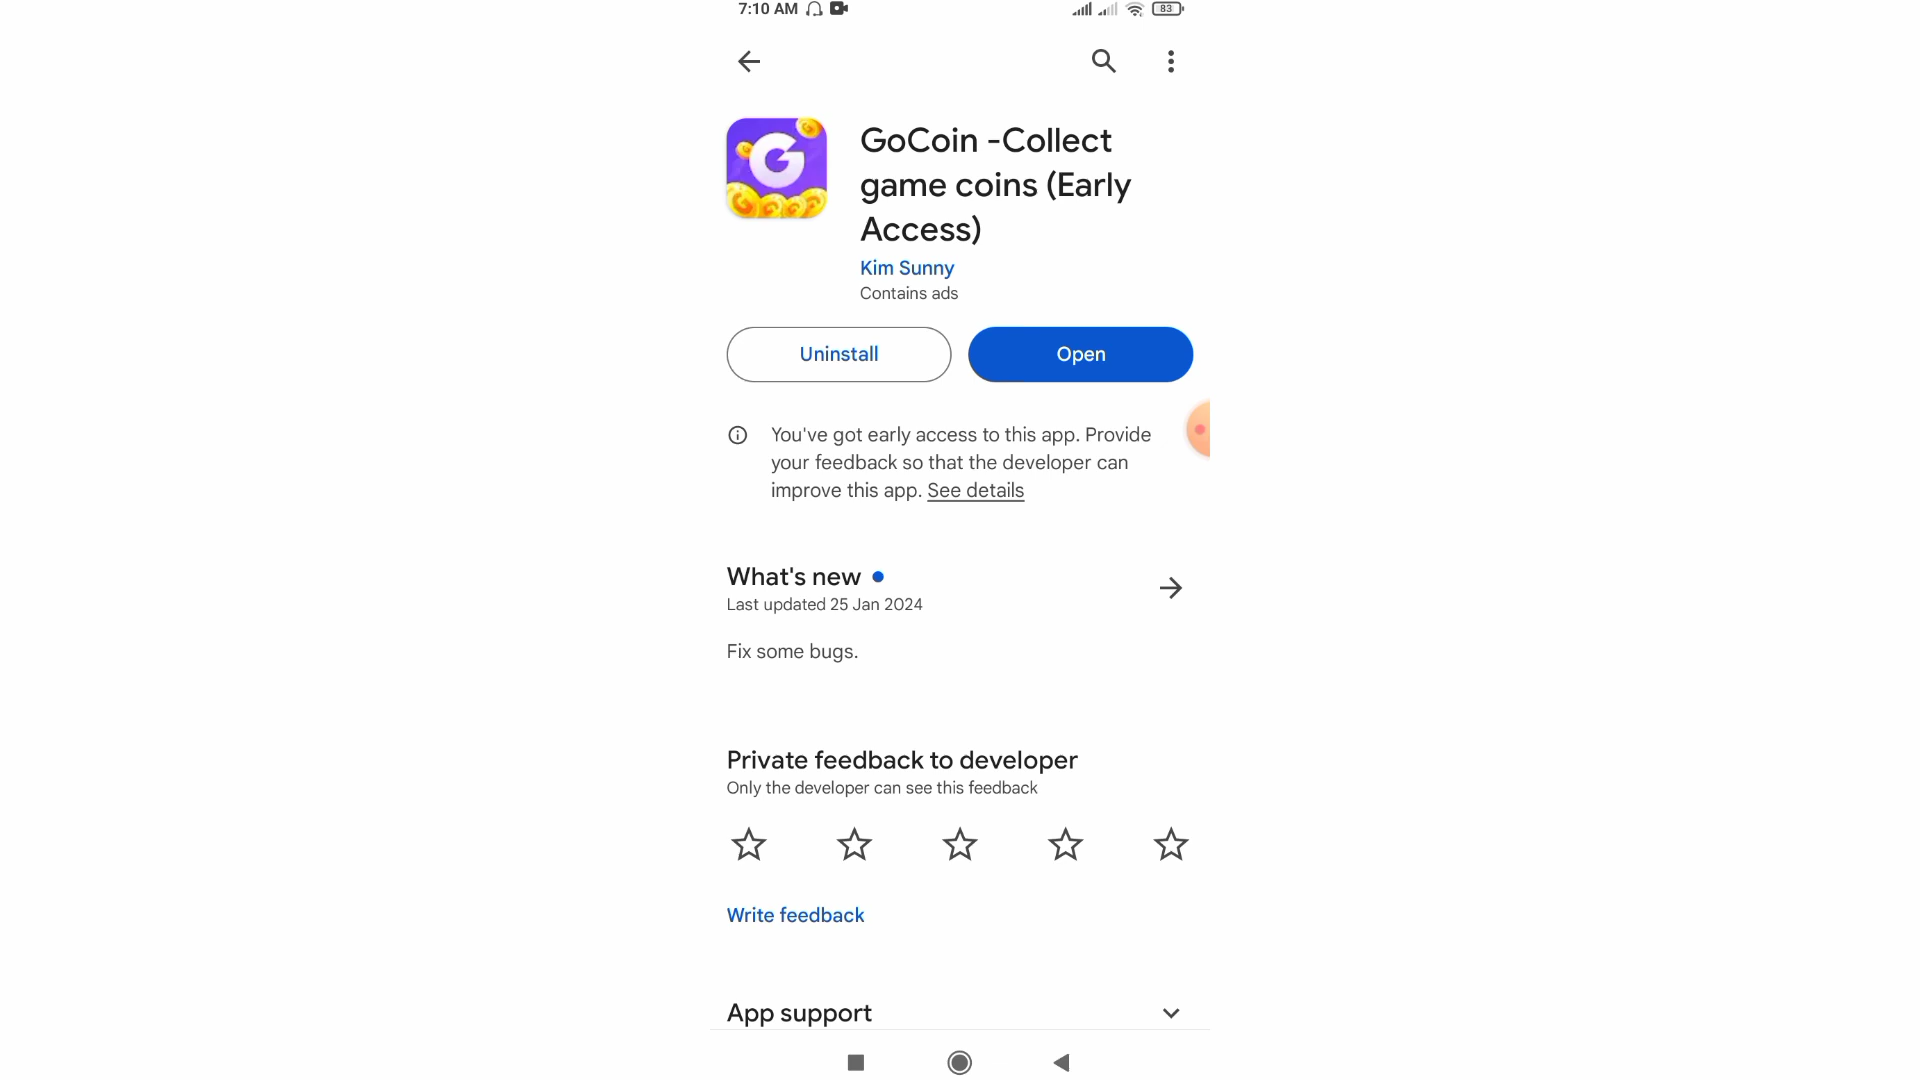 7:10 AM 83
GoCoin -Collect
game coins (Early
Access)
Kim Sunny
Contains ads
Uninstall Open
You've got early access to this app. Provide
your feedback so that the developer can
improve this app. See details
What's new
Last updated 25 Jan 2024
Fix some bugs.
Private feedback to developer
Only the developer can see this feedback
Write feedback
App support